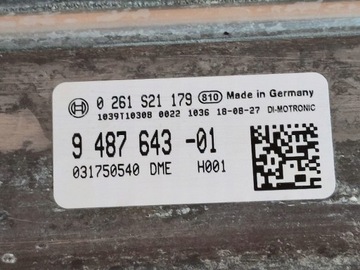 0 261 S21 179 810 Made in Germany
1039T10308 0022 1036 18-08-27 DI-MOTRONIC
9 487 643 -01
031750540 DME H001